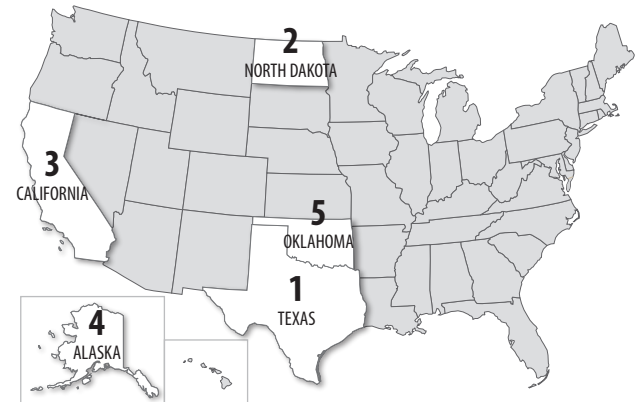 2
NORTH DAKOTA
3
CALIFORNIA
5
OKLAHOMA
1
TEXAS
4
ALASKA